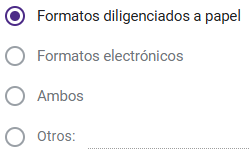 Formatos diligenciados a papel
Formatos electrónicos
Ambos
Otros: